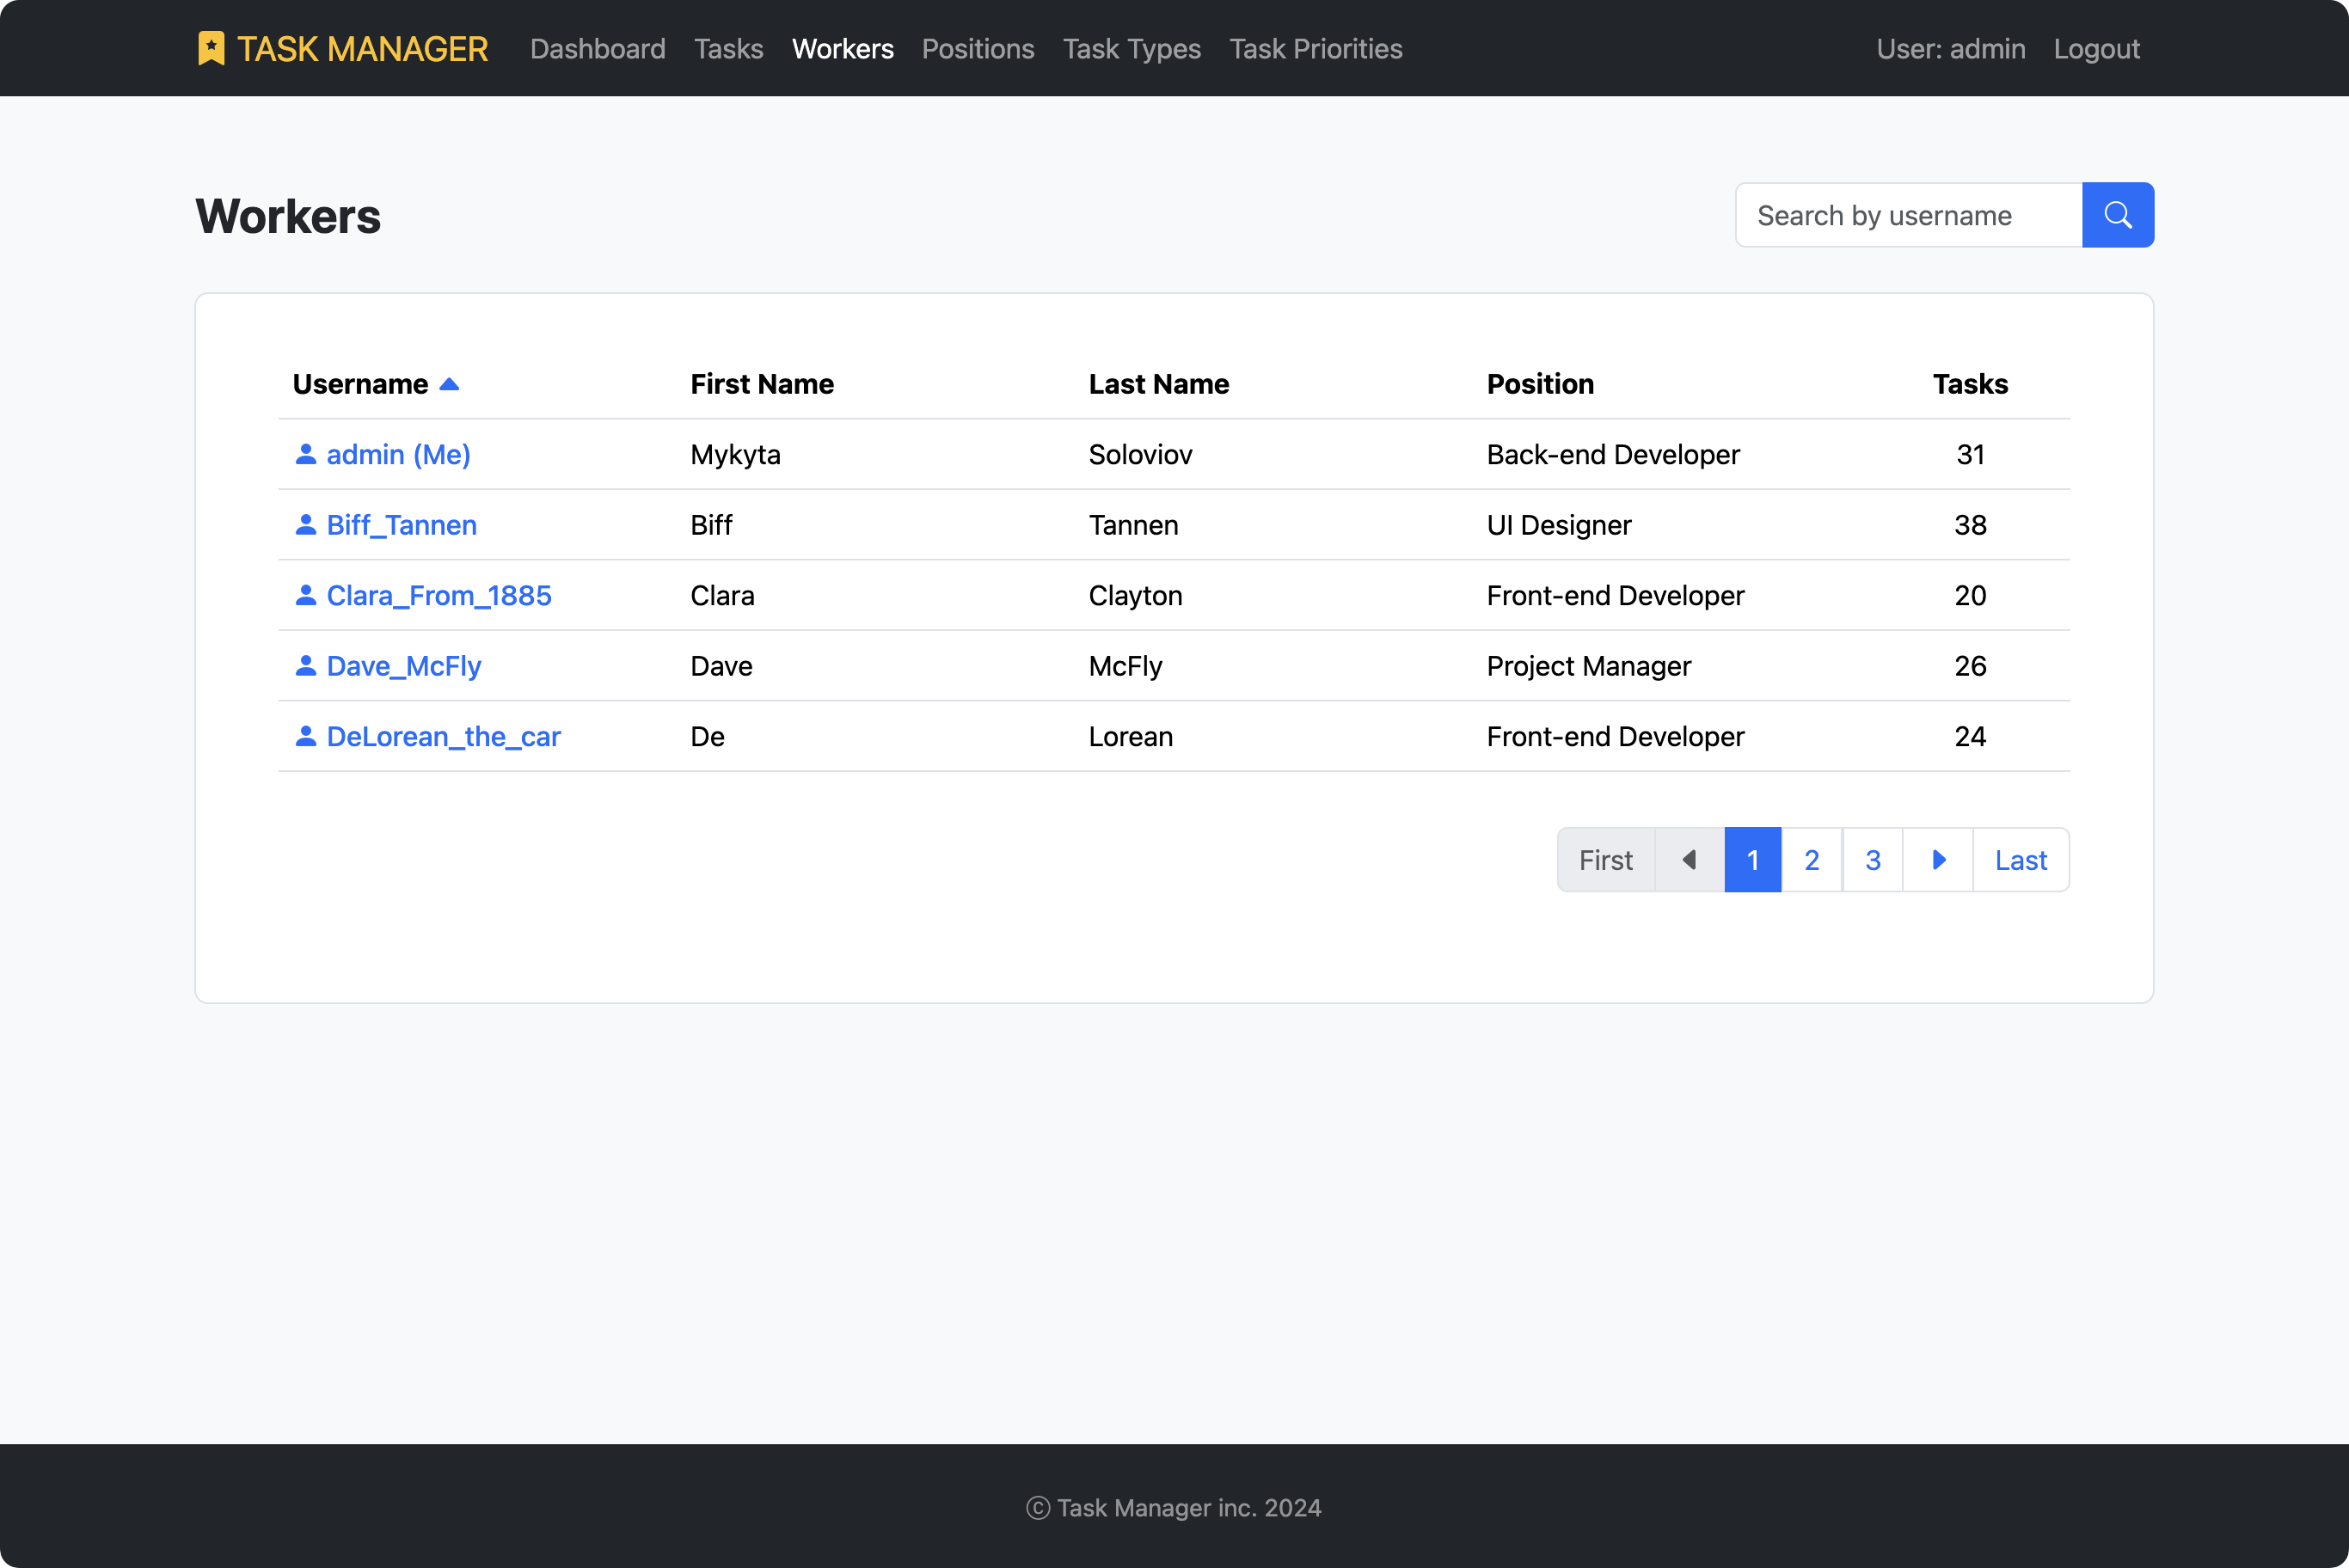 TASK MANAGER Dashboard Tasks Workers Positions Task Types Task Priorities User: admin Logout
Workers Search by username
Username First Name Last Name Position Tasks
admin (Me) Mykyta Soloviov Back-end Developer 31
Biff_Tannen Biff Tannen UI Designer 38
Clara_From_1885 Clara Clayton Front-end Developer 20
Dave_McFly Dave McFly Project Manager 26
DeLorean_the_car De Lorean Front-end Developer 24
First 1 2 3 Last
© Task Manager inc. 2024